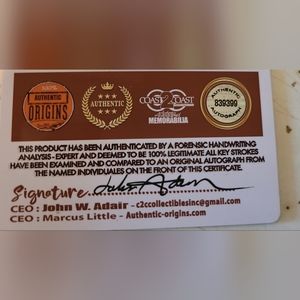 100%
AUTHENTIC
ORIGINS
AUTHENTIC
COAST 2 COAST
MEMORABILIA
AUTHENTIC
839399
AUTOGRAPH
THIS PRODUCT HAS BEEN AUTHENTICATED BY A FORENSIC HANDWRITING
ANALYSIS - EXPERT AND DEEMED TO BE 100% LEGITIMATE ALL KEY STROKES
HAVE BEEN EXAMINED AND COMPARED TO AN ORIGINAL AUTOGRAPH FROM
THE NAMED INDIVIDUALES ON THE FRONT OF THIS CERTIFICATE.
Signature
CEO : John W. Adair - c2ccollectiblesinc@gmail.com
CEO : Marcus Little - Authentic-origins.com